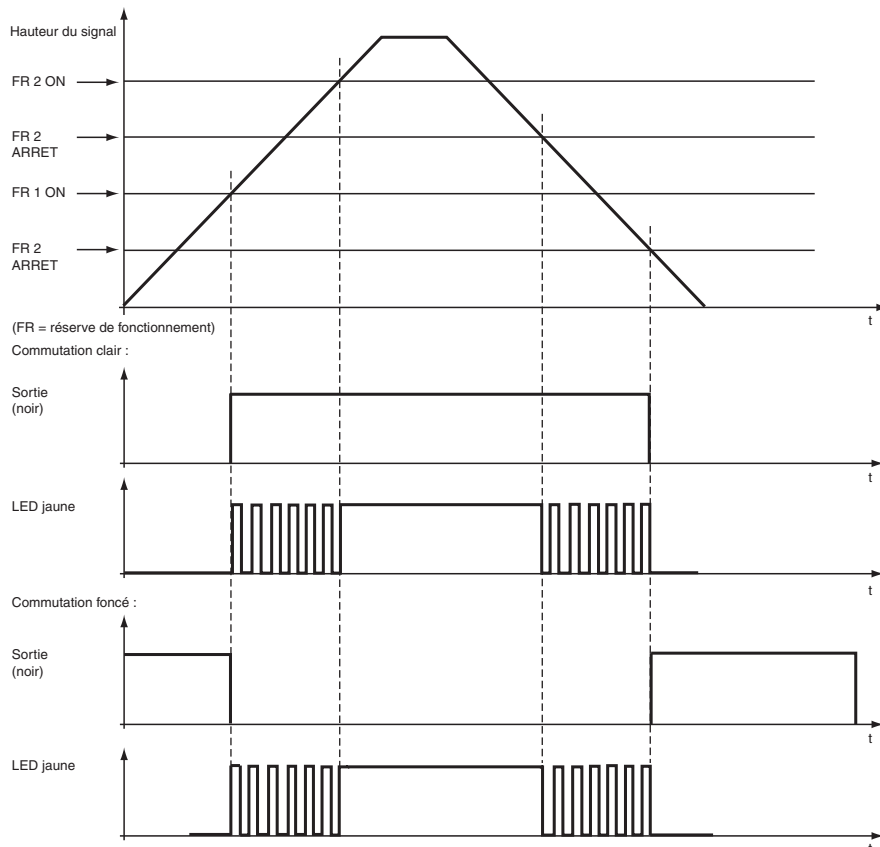 Hauteur du signal
FR 2 ON
FR 2
ARRET
FR 1 ON
FR 2
ARRET
t
(FR = réserve de fonctionnement)
Commutation clair :
Sortie
(noir)
t
LED jaune
t
Commutation foncé :
Sortie
(noir)
t
LED jaune
t